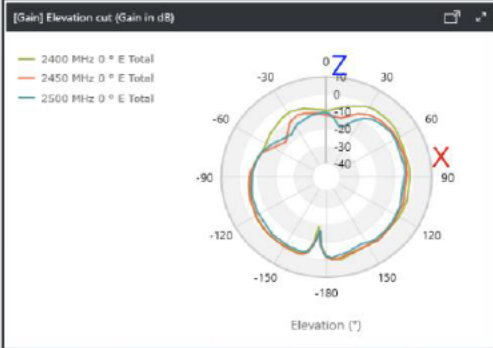 [Gain] Elevation cut (Gain in dB)
2400 MHz 0 ° E Total
2450 MHz 0 ° E Total
2500 MHz 0 ° E Total
0
Z
-30
30
10
0
-10
-20
-30
-40
-60
60
X
-90
90
-120
120
-150
150
-180
Elevation (°)